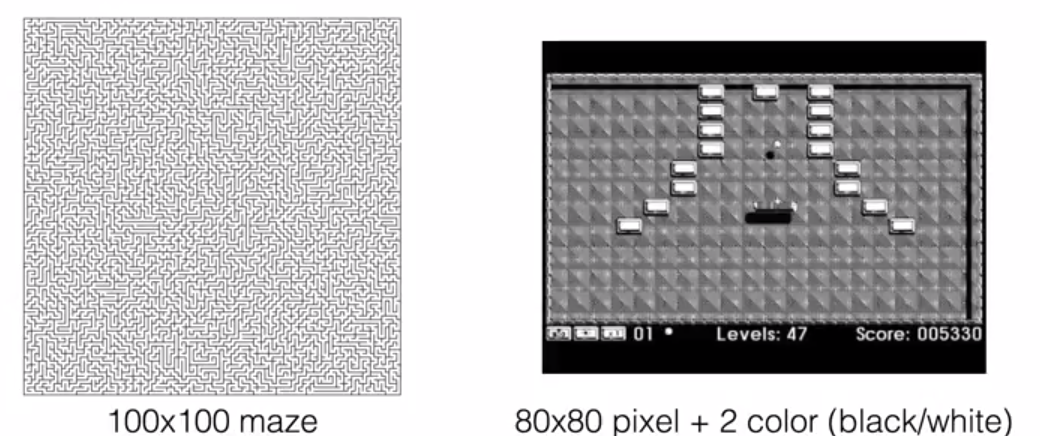 01 Levels: 47 Score: 005330
100x100 maze
80x80 pixel + 2 color (black/white)